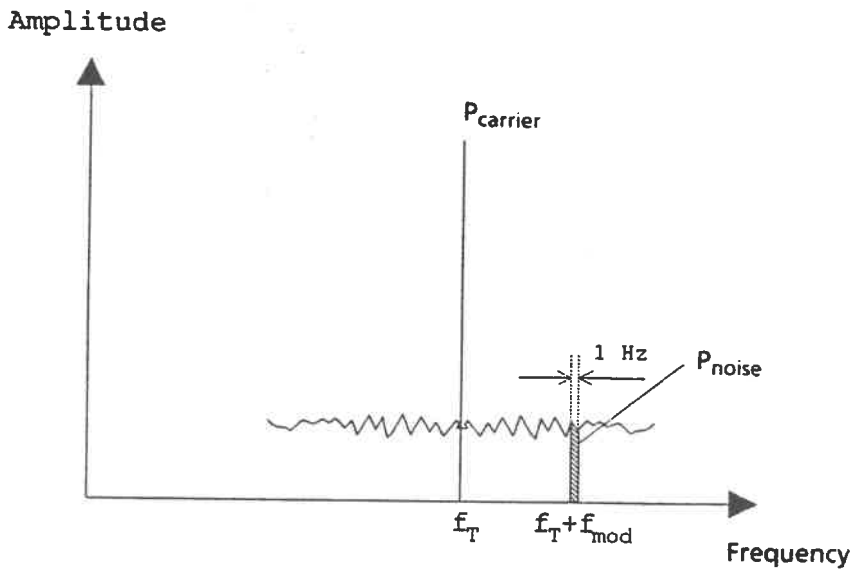 Amplitude
Pcarrier
1 Hz
Pnoise
fT
fT+fmod
Frequency